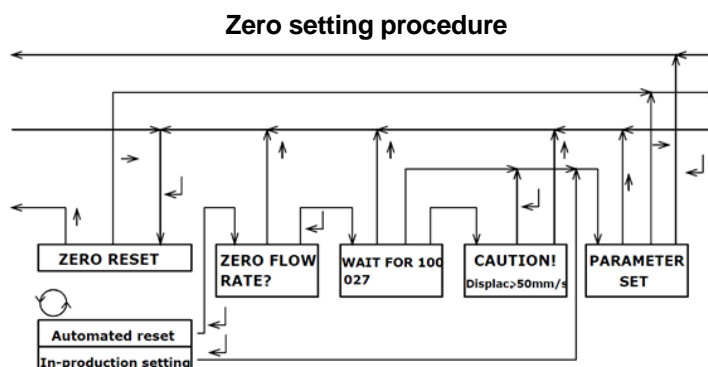 Zero setting procedure
ZERO RESET
ZERO FLOW
RATE?
WAIT FOR 100
027
CAUTION!
Displac>50mm/s
PARAMETER
SET
Automated reset
In-production setting